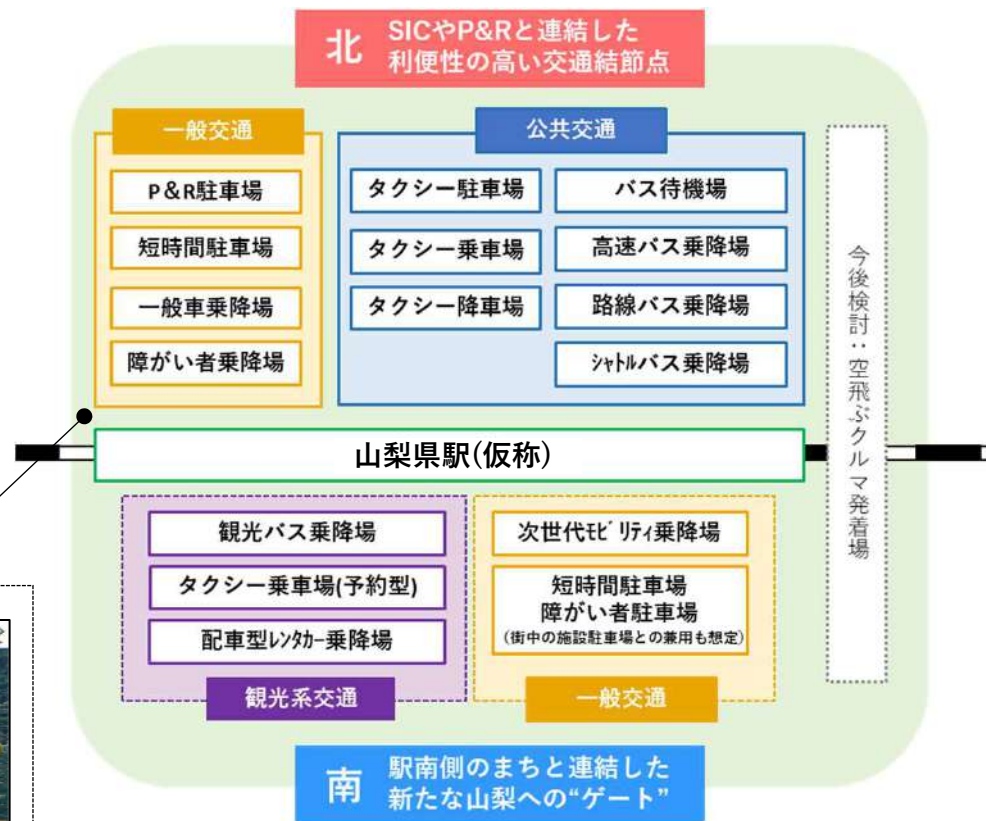 北
SICやP&Rと連結した
利便性の高い交通結節点
一般交通
P&R駐車場
短時間駐車場
一般車乗降場
障がい者乗降場
公共交通
タクシー駐車場
タクシー乗車場
タクシー降車場
バス待機場
高速バス乗降場
路線バス乗降場
ｼｬﾄﾙバス乗降場
今後検討：空飛ぶクルマ発着場
山梨県駅(仮称)
観光バス乗降場
タクシー乗車場(予約型)
配車型ﾚﾝﾀｶｰ乗降場
観光系交通
次世代ﾓﾋﾞﾘﾃｨ乗降場
短時間駐車場
障がい者駐車場
(街中の施設駐車場との兼用も想定)
一般交通
南
駅南側のまちと連結した
新たな山梨への“ゲート”